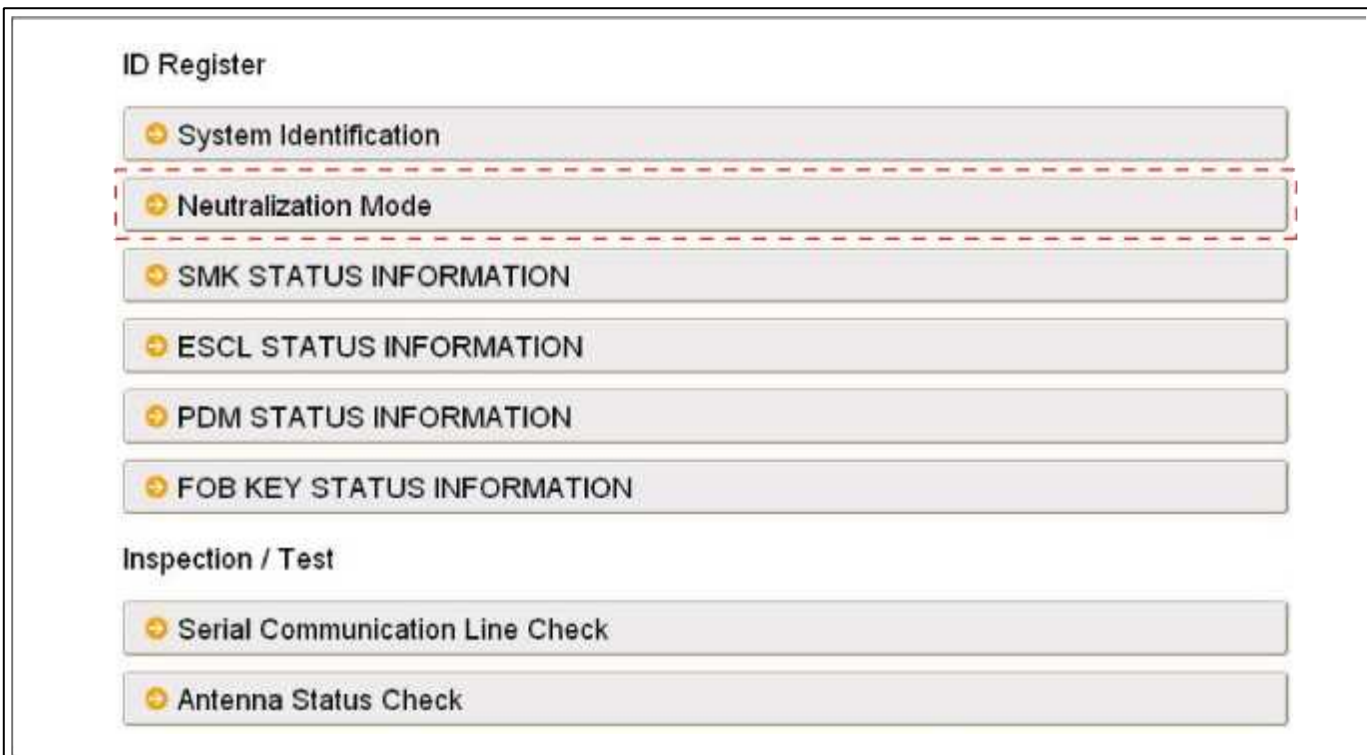 ID Register
System Identification
Neutralization Mode
SMK STATUS INFORMATION
ESCL STATUS INFORMATION
PDM STATUS INFORMATION
FOB KEY STATUS INFORMATION
Inspection / Test
Serial Communication Line Check
Antenna Status Check